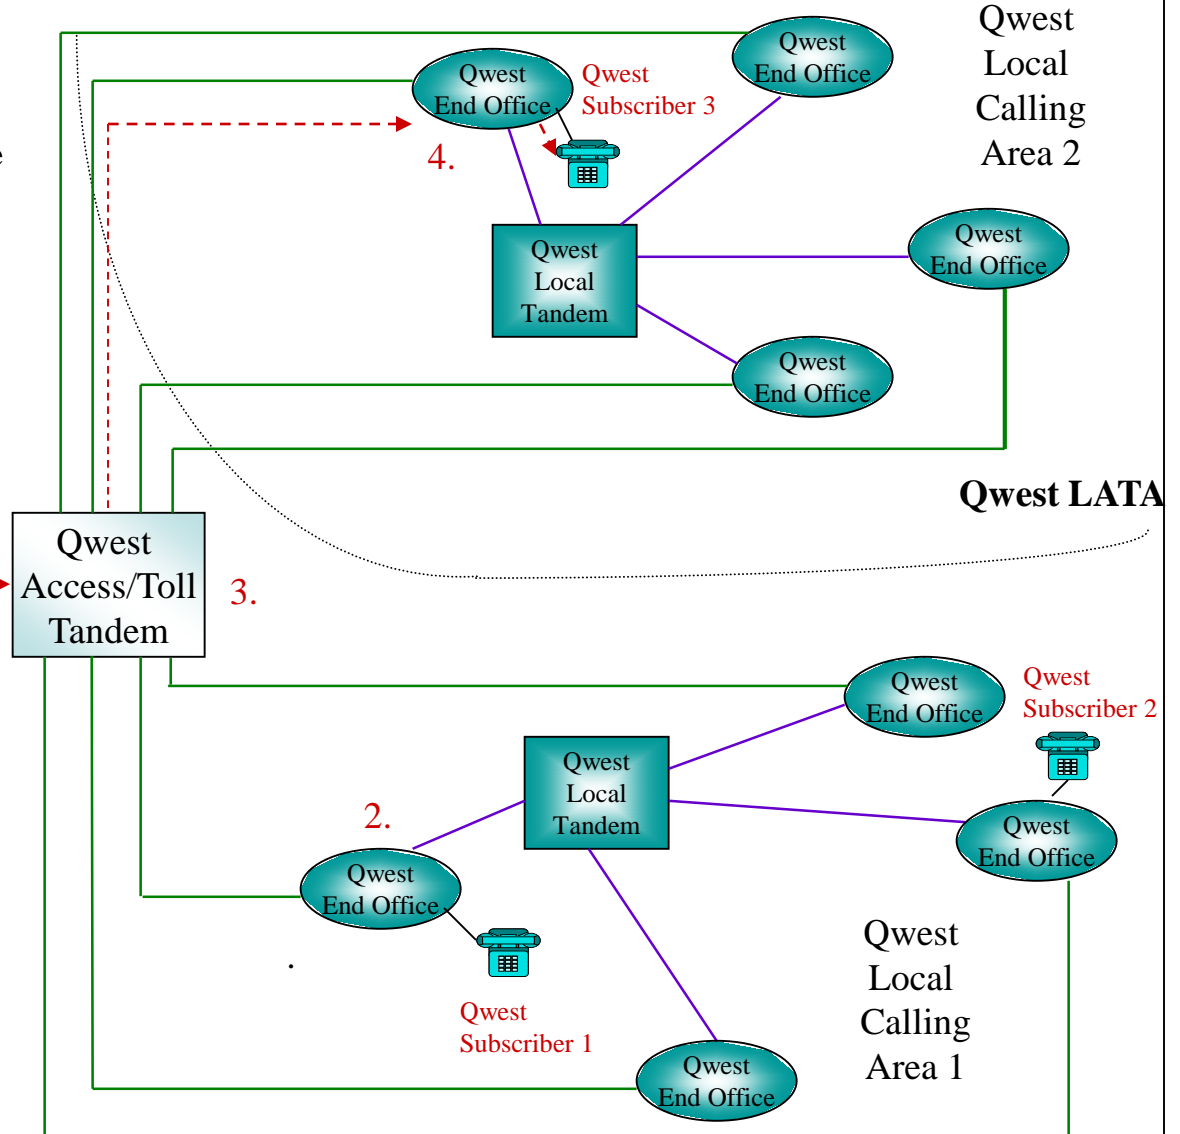 Qwest
Local
Calling
Area 2
Qwest
End Office
Qwest
End Office
Qwest
Subscriber 3
e
4.
Qwest
Local
Tandem
Qwest
End Office
Qwest
End Office
Qwest LATA
Qwest
Access/Toll
Tandem
3.
Qwest
End Office
Qwest
Subscriber 2
Qwest
Local
Tandem
2.
Qwest
End Office
Qwest
End Office
.
Qwest
Subscriber 1
Qwest
Local
Calling
Area 1
Qwest
End Office